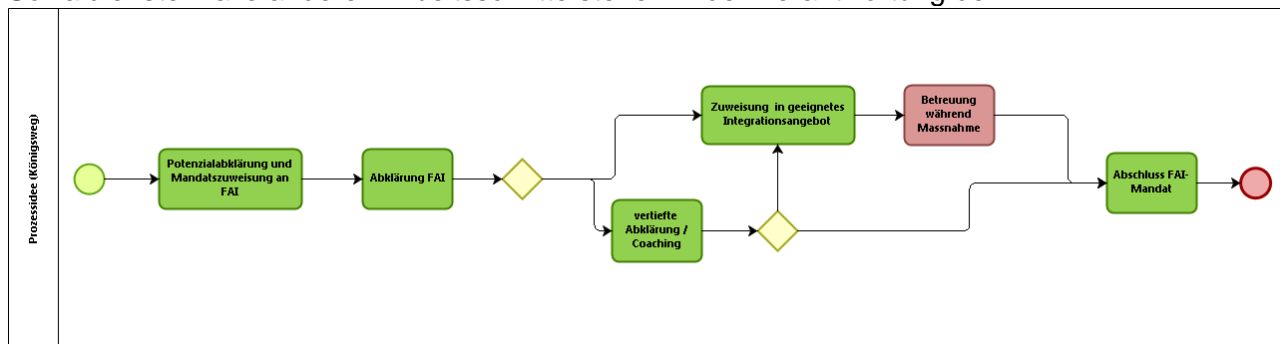 Prozessidee (Königsweg)
Potenzialabklärung und
Mandatszuweisung an
FAI
Abklärung FAI
vertiefte
Abklärung /
Coaching
Zuweisung in geeignetes
Integrationsangebot
Betreuung
während
Massnahme
Abschluss FAI-
Mandat